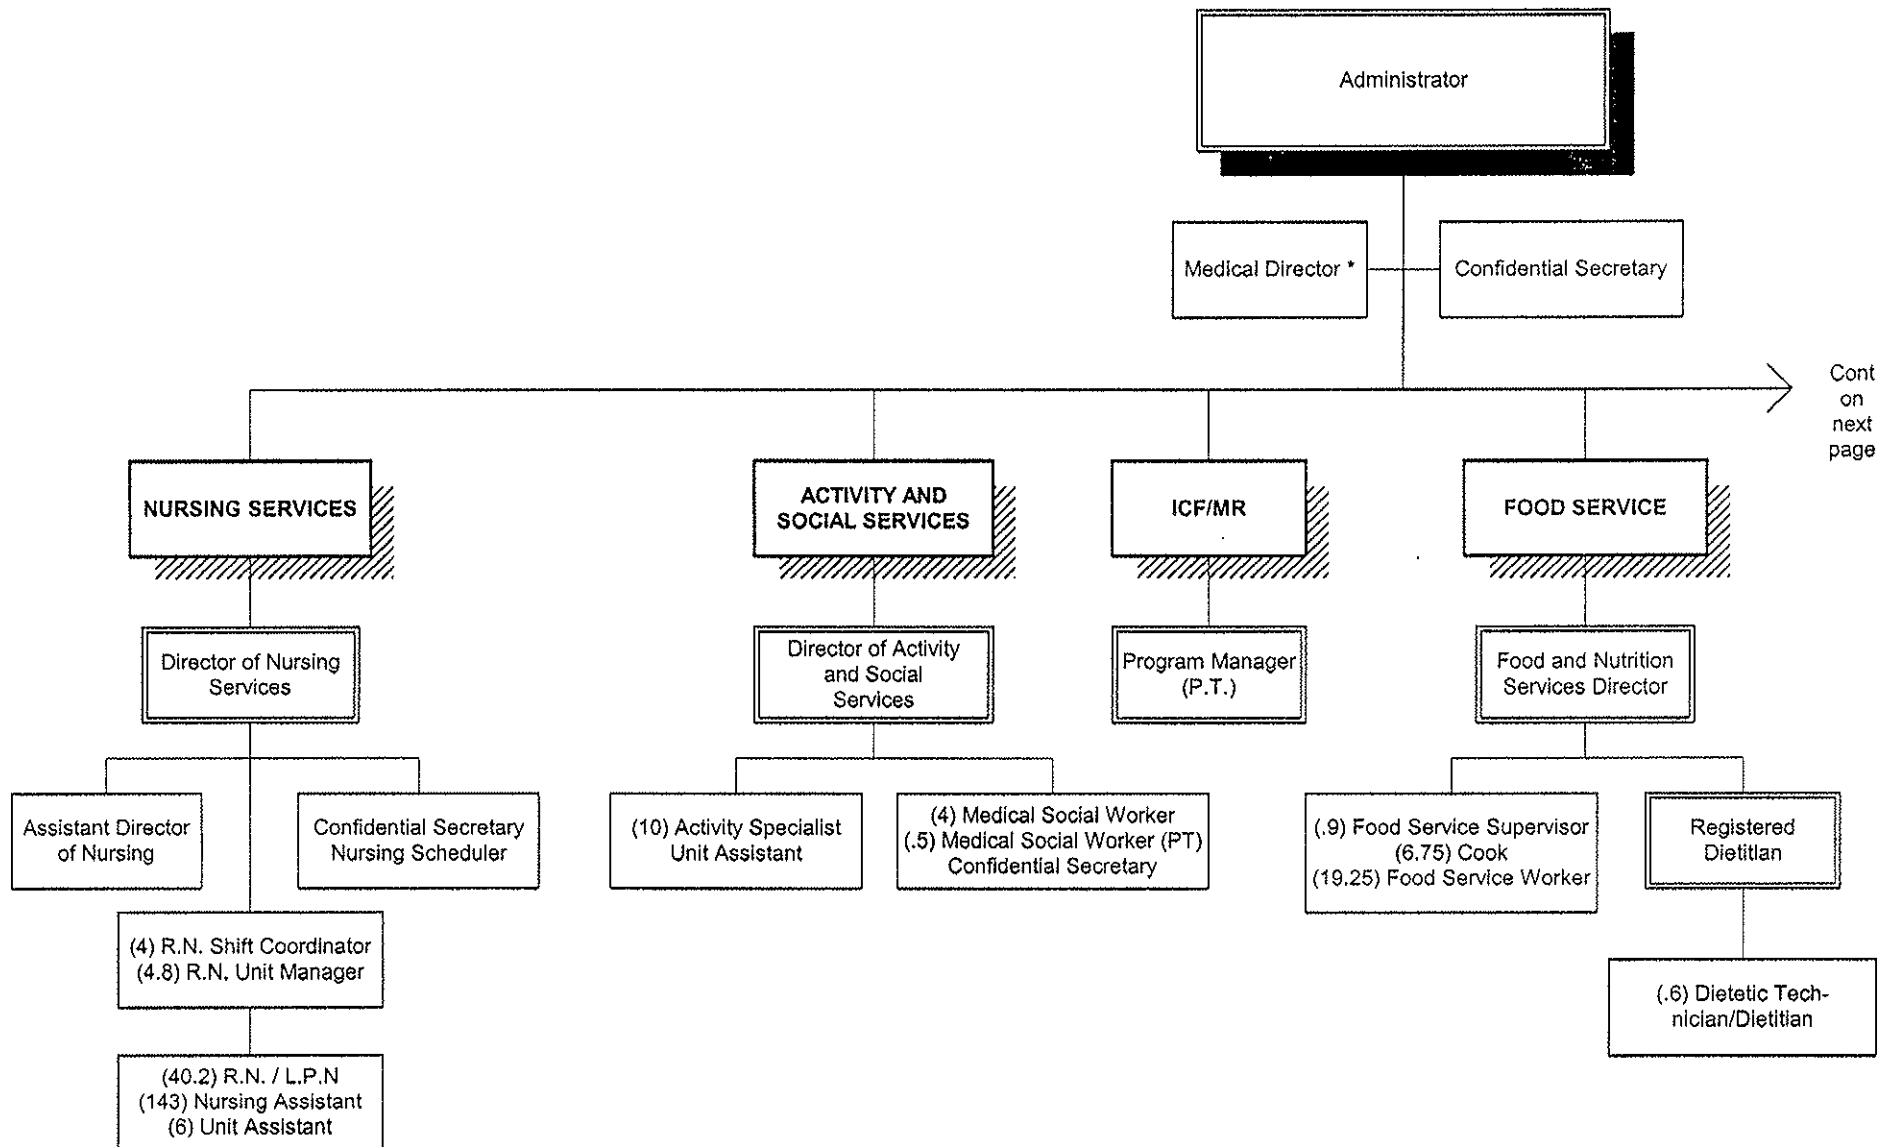 Administrator
Medical Director *
Confidential Secretary
Cont
on
next
page
NURSING SERVICES
ACTIVITY AND
SOCIAL SERVICES
ICF/MR
FOOD SERVICE
Director of Nursing
Services
Director of Activity
and Social
Services
Program Manager
(P.T.)
Food and Nutrition
Services Director
Assistant Director
of Nursing
Confidential Secretary
Nursing Scheduler
(10) Activity Specialist
Unit Assistant
(4) Medical Social Worker
(.5) Medical Social Worker (PT)
Confidential Secretary
(.9) Food Service Supervisor
(6.75) Cook
(19.25) Food Service Worker
Registered
Dietitian
(4) R.N. Shift Coordinator
(4.8) R.N. Unit Manager
(.6) Dietetic Tech-
nician/Dietitian
(40.2) R.N. / L.P.N
(143) Nursing Assistant
(6) Unit Assistant